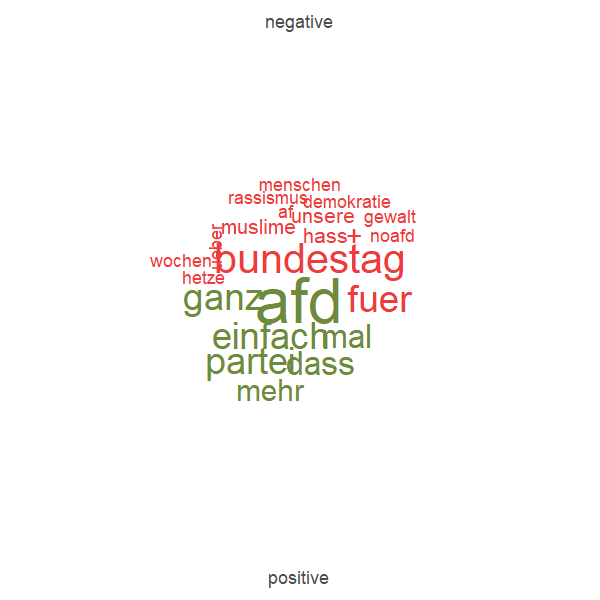 negative
menschen
rassismus
demokratie
af
unsere
gewalt
muslime
hass
+
noafd
ueber
wochen
bundestag
hetze
ganz
afd
fuer
einfach
mal
partei
dass
mehr
positive